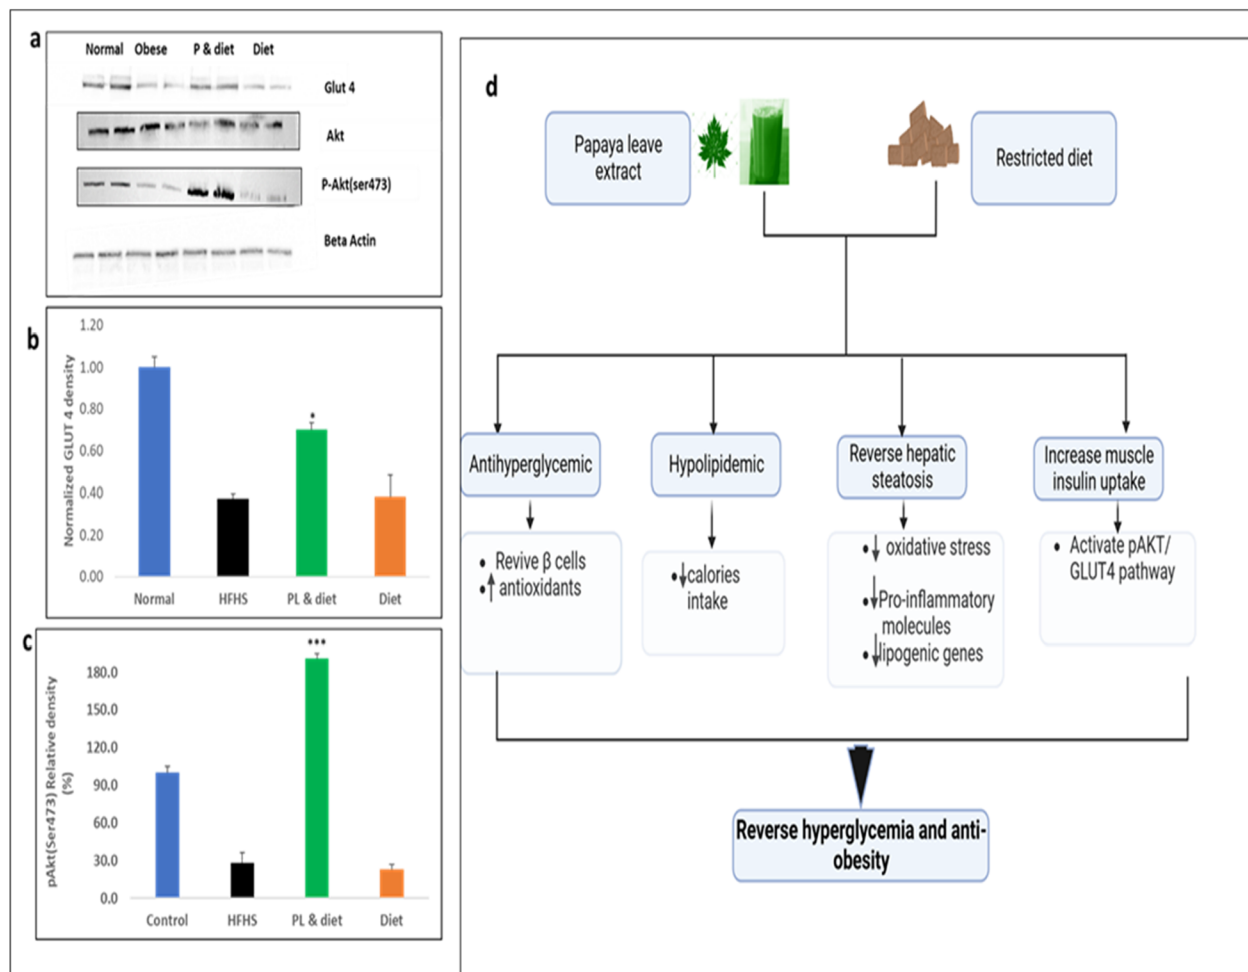 a
Normal Obese P & diet Diet
Glut 4
Akt
P-Akt(ser473)
Beta Actin
b
Normalized GLUT 4 density
1.20
1.00
0.80
0.60
0.40
0.20
0.00
*
Normal HFHS PL & diet Diet
c
pAkt(Ser473) Relative density
(%)
180.0
150.0
120.0
90.0
60.0
30.0
0.0
***
Control HFHS PL & diet Diet
d
Papaya leave
extract
Restricted diet
Antihyperglycemic
• Revive β cells
• ↑ antioxidants
Hypolipidemic
• ↓ calories
intake
Reverse hepatic
steatosis
• ↓ oxidative stress
• ↓ Pro-inflammatory
molecules
• ↓ lipogenic genes
Increase muscle
insulin uptake
• Activate pAKT/
GLUT4 pathway
Reverse hyperglycemia and anti-
obesity